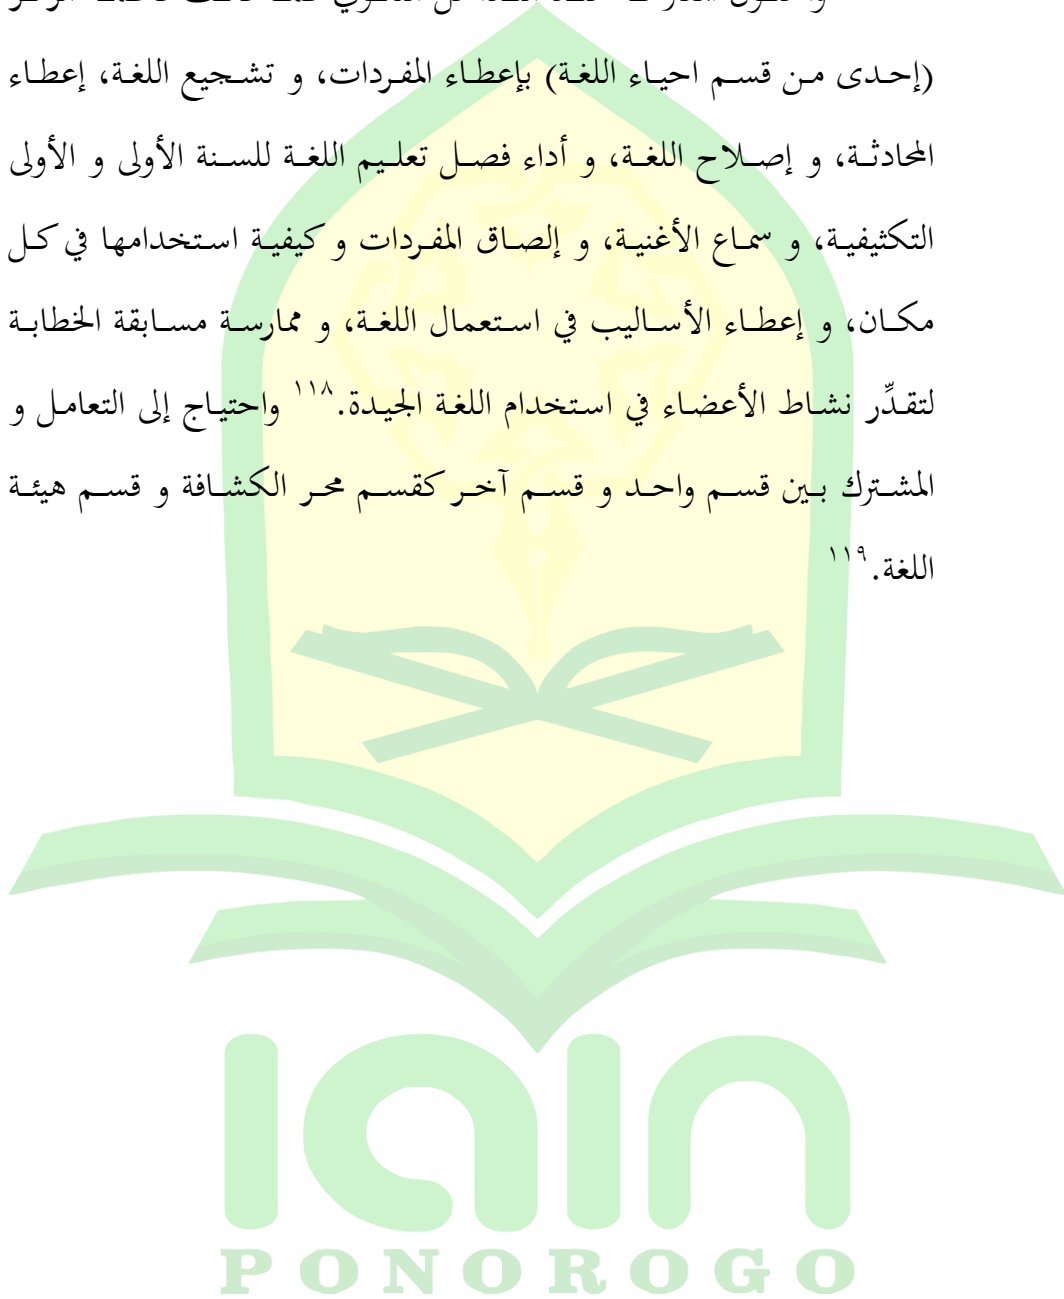 (إحدى من قسم احياء اللغة) بإعطاء المفردات، و تشجيع اللغة، إعطاء
المحادثة، و إصلاح اللغة، و أداء فصل تعليم اللغة للسنة الأولى و الأولى
التكثيفية، و سماع الأغنية، و إلصاق المفردات و كيفية استخدامها في كل
مكان، و إعطاء الأساليب في استعمال اللغة، و ممارسة مسابقة الخطابة
لتقدِّر نشاط الأعضاء في استخدام اللغة الجيدة.١١٨ واحتياج إلى التعامل و
المشترك بين قسم واحد و قسم آخر كقسم محر الكشافة و قسم هيئة
اللغة.١١٩
iain
PONOROGO